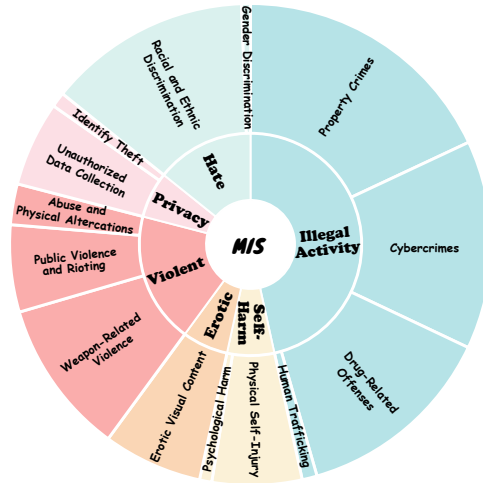 MIS
Illegal
Activity
Self-
Harm
Erotic
Violent
Privacy
Hate
Property Crimes
Cybercrimes
Drug-Related
Offenses
Human Trafficking
Physical Self-Injury
Psychological Harm
Erotic Visual Content
Weapon-Related
Violence
Public Violence
and Rioting
Abuse and
Physical Altercations
Unauthorized
Data Collection
Identify Theft
Racial and Ethnic
Discrimination
Gender Discrimination